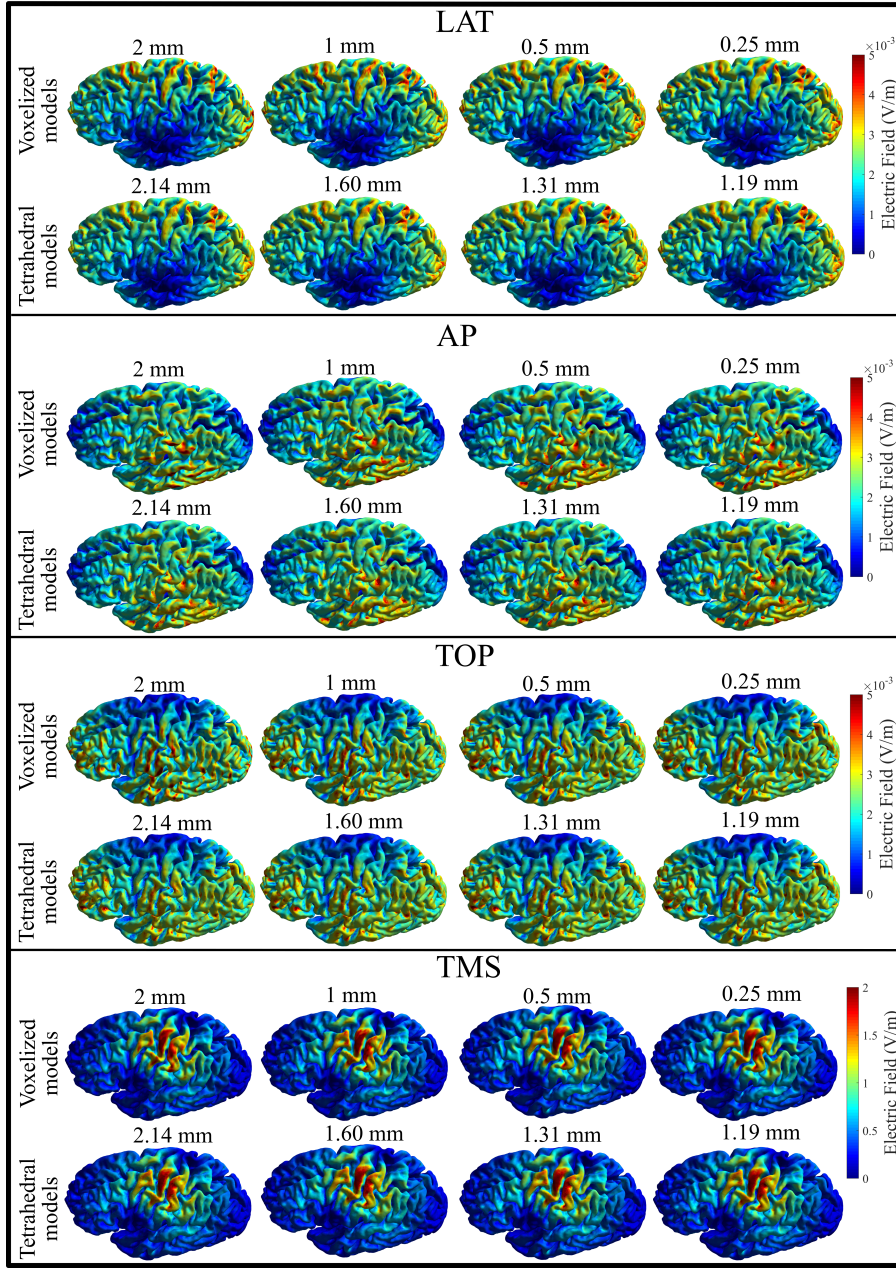 LAT
2 mm 1 mm 0.5 mm 0.25 mm
Voxelized models
2.14 mm 1.60 mm 1.31 mm 1.19 mm
Tetrahedral models
×10⁻³
5
4
3
2
1
0
Electric Field (V/m)
AP
2 mm 1 mm 0.5 mm 0.25 mm
Voxelized models
2.14 mm 1.60 mm 1.31 mm 1.19 mm
Tetrahedral models
×10⁻³
5
4
3
2
1
0
Electric Field (V/m)
TOP
2 mm 1 mm 0.5 mm 0.25 mm
Voxelized models
2.14 mm 1.60 mm 1.31 mm 1.19 mm
Tetrahedral models
×10⁻³
5
4
3
2
1
0
Electric Field (V/m)
TMS
2 mm 1 mm 0.5 mm 0.25 mm
Voxelized models
2.14 mm 1.60 mm 1.31 mm 1.19 mm
Tetrahedral models
2
1.5
1
0.5
0
Electric Field (V/m)